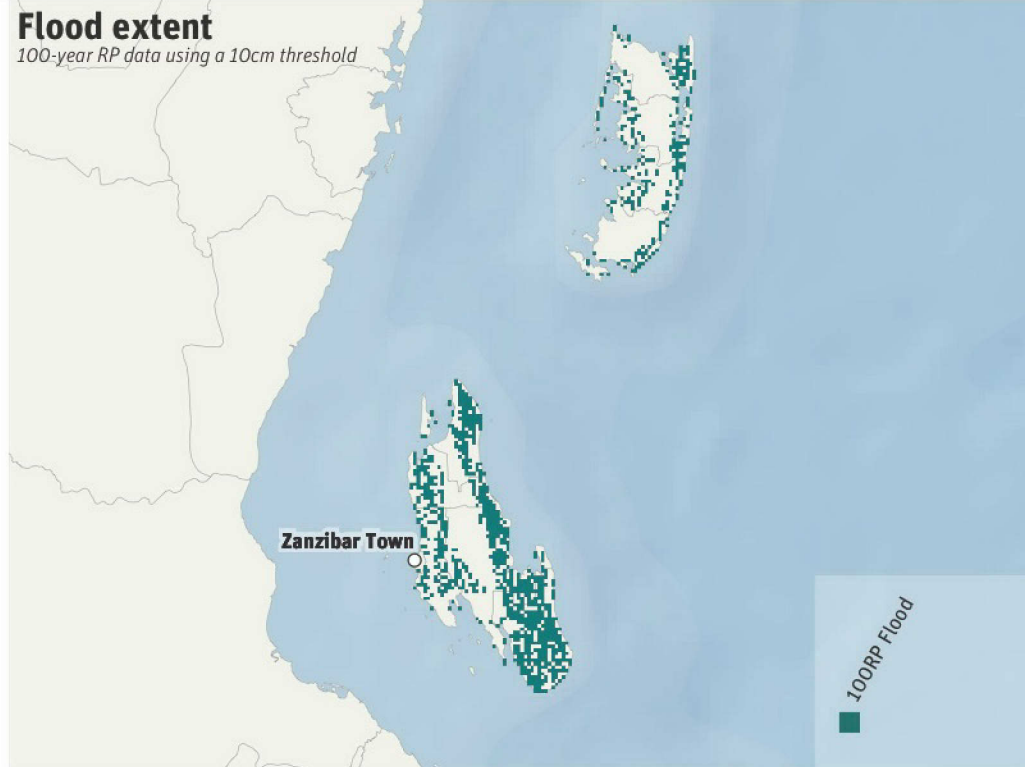 Flood extent
100-year RP data using a 10cm threshold
Zanzibar Town
100RP Flood